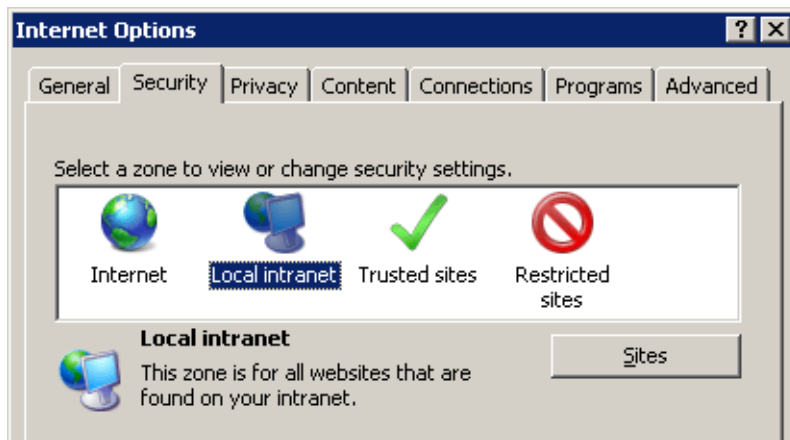 Internet Options
General Security Privacy Content Connections Programs Advanced
Select a zone to view or change security settings.
Internet Local intranet Trusted sites Restricted sites
Local intranet
This zone is for all websites that are
found on your intranet.
Sites